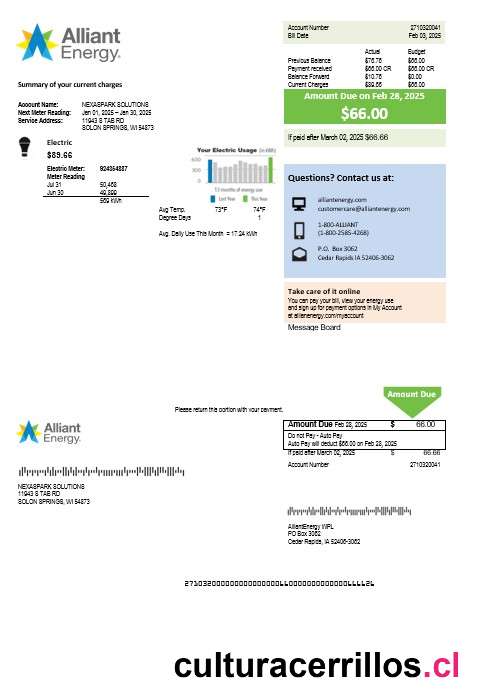 Alliant
Energy.
Account Number 2710320041
Bill Date Feb 03, 2025
Actual Budget
Previous Balance $76.76 $66.00
Payment received $66.00 CR $66.00 CR
Balance Forward $10.76 $0.00
Current Charges $89.66 $66.00
Amount Due on Feb 28, 2025
$66.00
If paid after March 02, 2025 $66.66
Summary of your current charges
Account Name: NEXASPARK SOLUTIONS
Next Meter Reading: Jan 01, 2025 – Jan 30, 2025
Service Address: 11943 S TAB RD
SOLON SPRINGS, WI 54873
Electric
$89.66
Electric Meter: 924354887
Meter Reading
Jul 31 50,468
Jun 30 49,899
569 kWh
Your Electric Usage (in kWh)
600
300
0
13 months of energy use
Last Year This Year
Avg Temp. 73°F 74°F
Degree Days 1
Avg. Daily Use This Month = 17.24 kWh
Questions? Contact us at:
alliantenergy.com
customercare@alliantenergy.com
1-800-ALLIANT
(1-800-2585-4268)
P.O. Box 3062
Cedar Rapids IA 52406-3062
Take care of it online
You can pay your bill, view your energy use
and sign up for payment options in My Account
at alliantenergy.com/myaccount
Message Board
Amount Due
Please return this portion with your payment.
Alliant
Energy.
Amount Due Feb 28, 2025 $ 66.00
Do not Pay - Auto Pay
Auto Pay will deduct $66.00 on Feb 28, 2025
If paid after March 02, 2025 $ 66.66
Account Number 2710320041
NEXASPARK SOLUTIONS
11943 S TAB RD
SOLON SPRINGS, WI 54873
AlliantEnergy WPL
PO Box 3062
Cedar Rapids, IA 52406-3062
culturacerrillos.cl